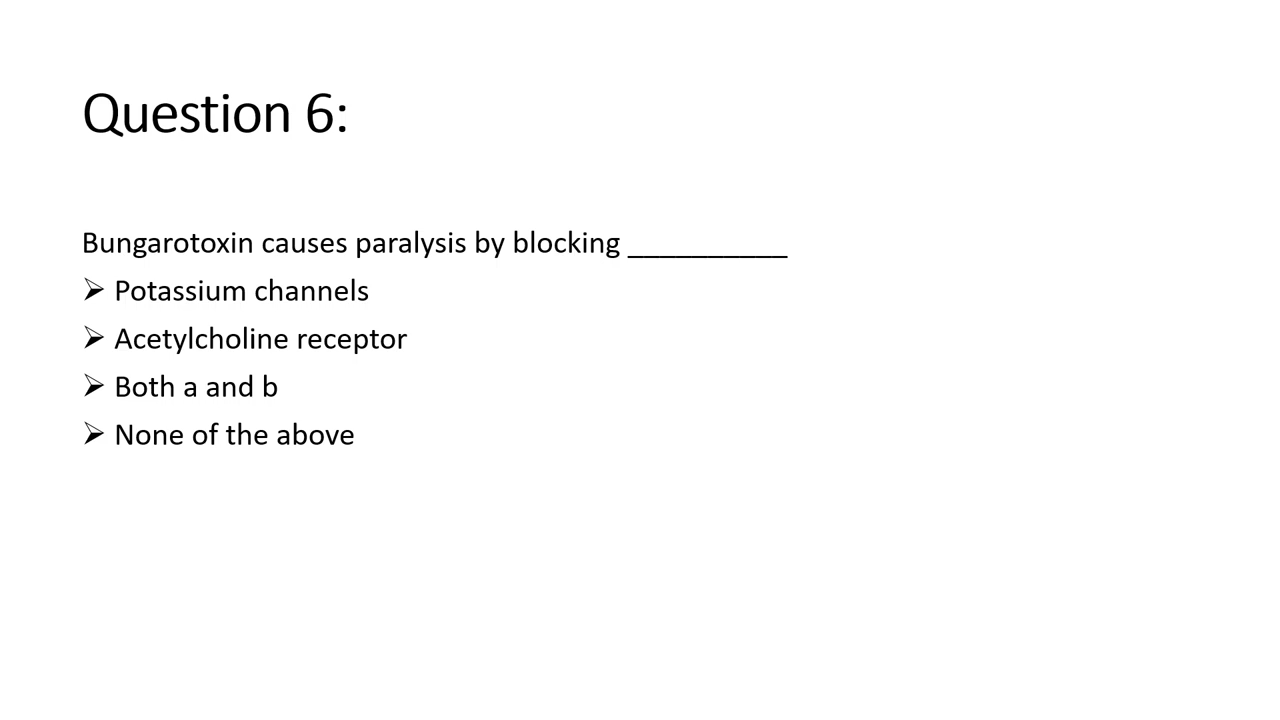 Question 6:
Bungarotoxin causes paralysis by blocking __________
➢ Potassium channels
➢ Acetylcholine receptor
➢ Both a and b
➢ None of the above